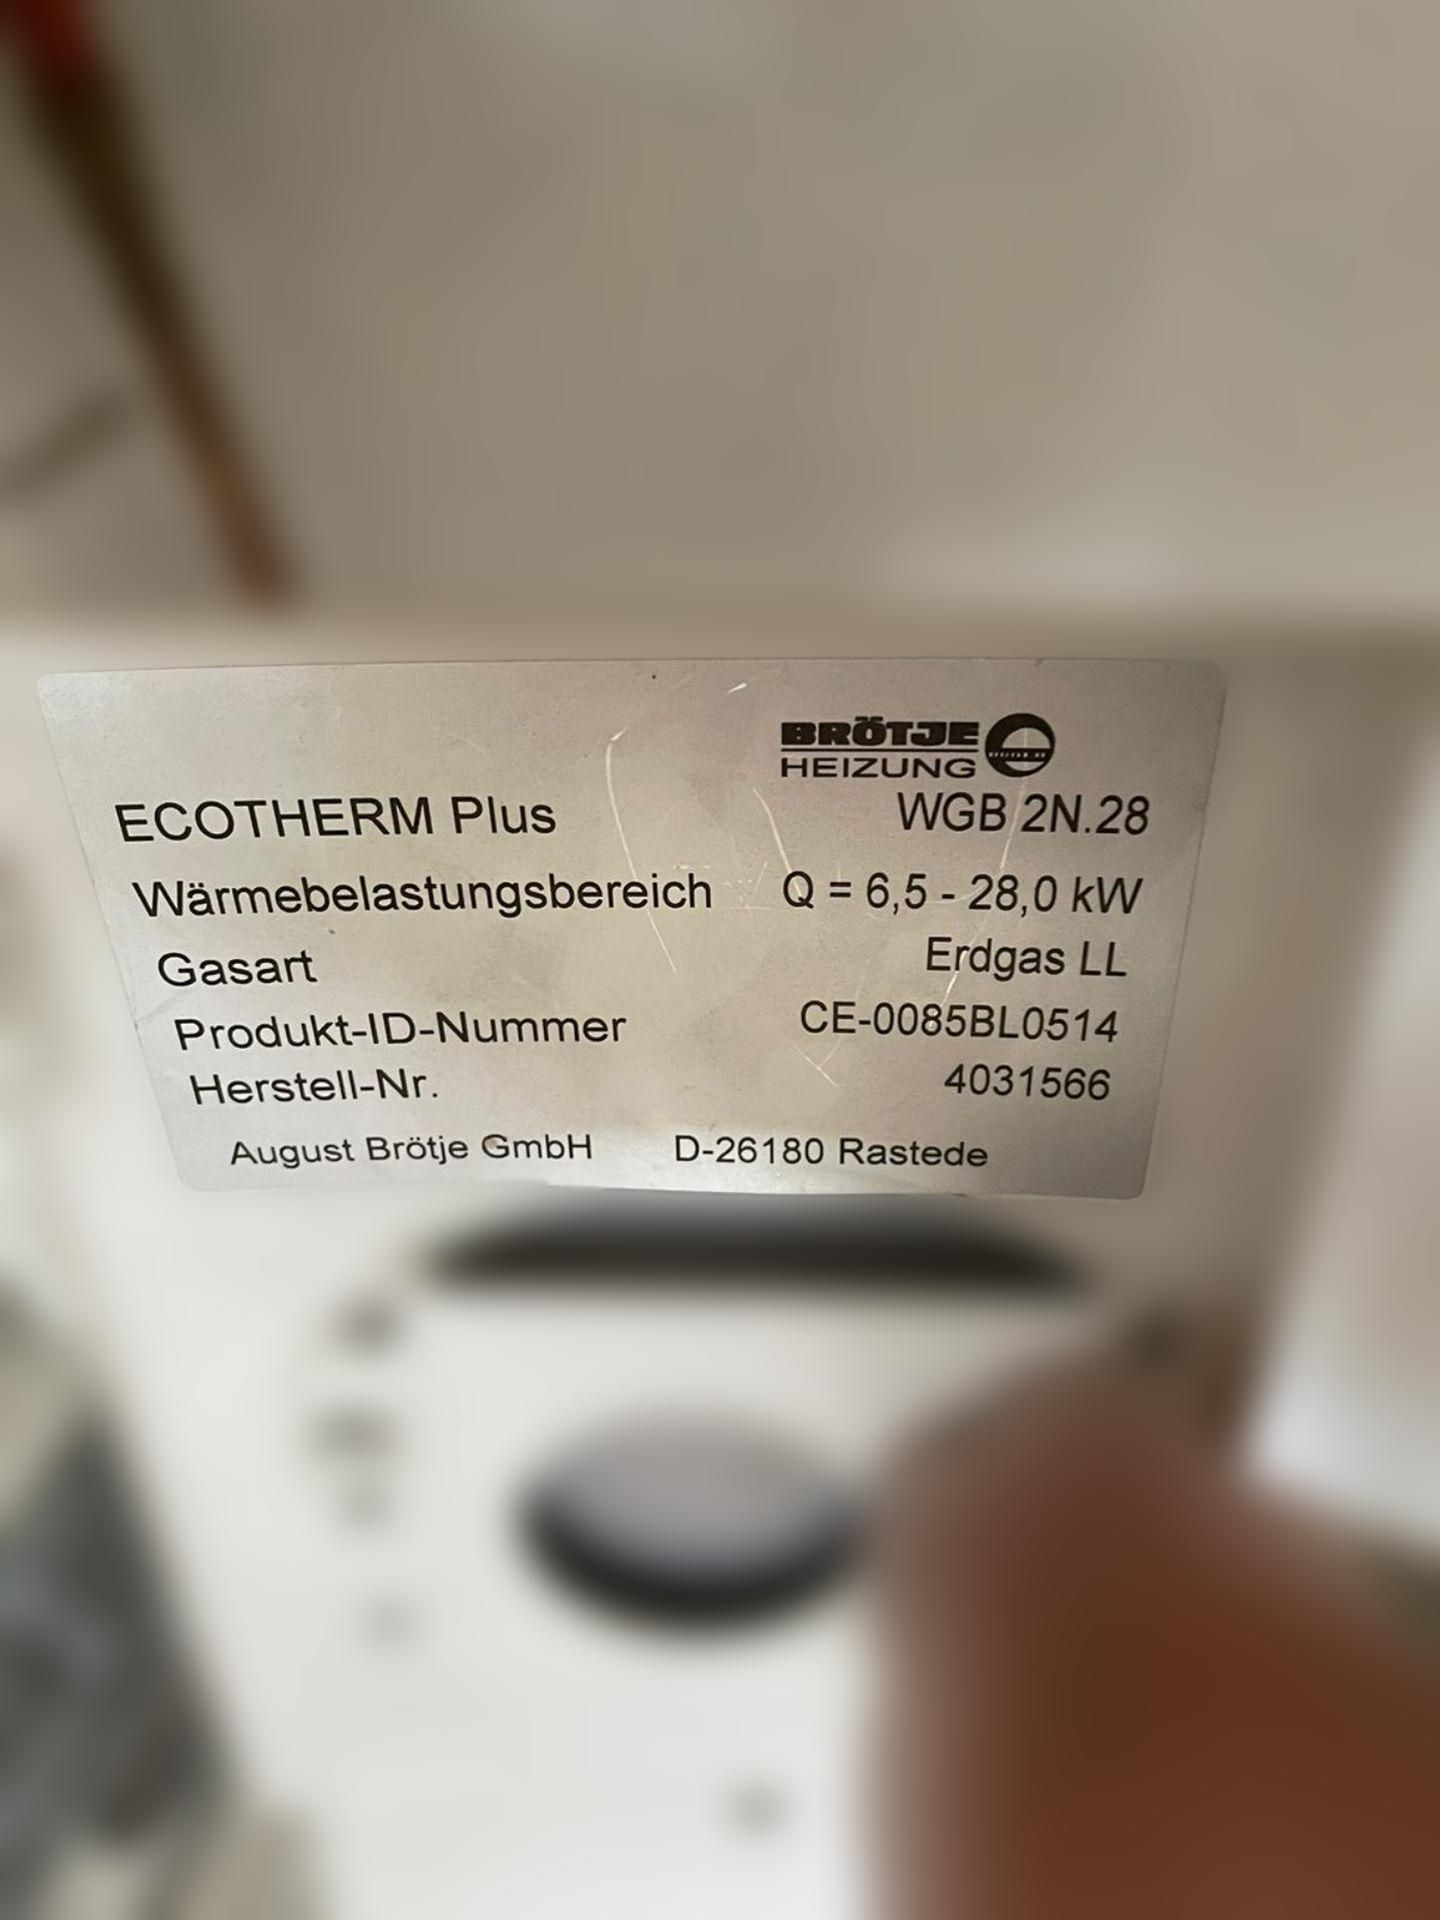 BRÖTJE
HEIZUNG
ECOTHERM Plus WGB 2N.28
Wärmebelastungsbereich Q = 6,5 - 28,0 kW
Gasart Erdgas LL
Produkt-ID-Nummer CE-0085BL0514
Herstell-Nr. 4031566
August Brötje GmbH D-26180 Rastede